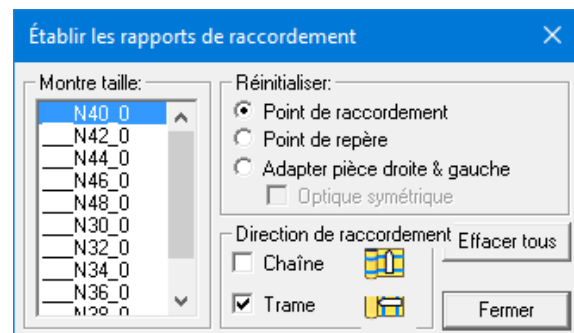 Établir les rapports de raccordement
Montre taille:
___N40_0
___N42_0
___N44_0
___N46_0
___N48_0
___N30_0
___N32_0
___N34_0
___N36_0
___N38_0
Réinitialiser:
Point de raccordement
Point de repère
Adapter pièce droite & gauche
Optique symétrique
Direction de raccordement
Chaîne
Trame
Effacer tous
Fermer